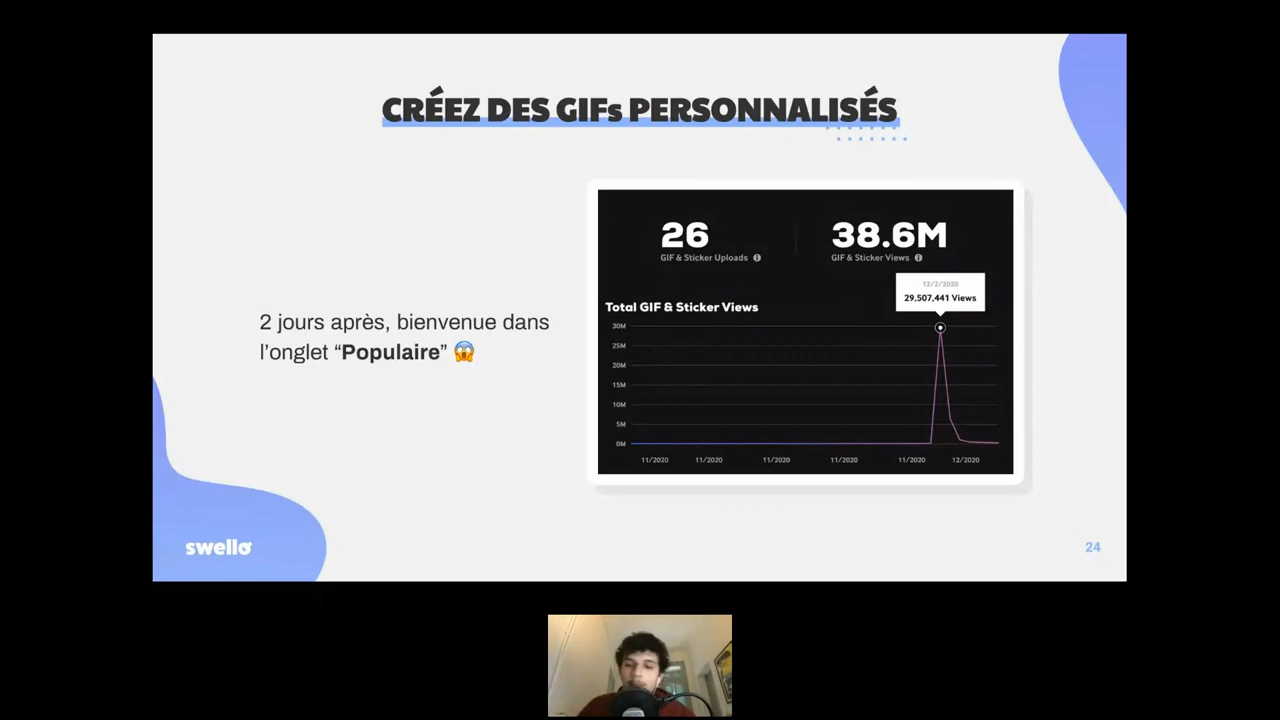 CRÉEZ DES GIFs PERSONNALISÉS
2 jours après, bienvenue dans
l’onglet “Populaire” 😱
26
GIF & Sticker Uploads
38.6M
GIF & Sticker Views
12/2/2020
29,507,441 Views
Total GIF & Sticker Views
30M
25M
20M
15M
10M
5M
0M
11/2020 11/2020 11/2020 11/2020 11/2020 12/2020
swello
24